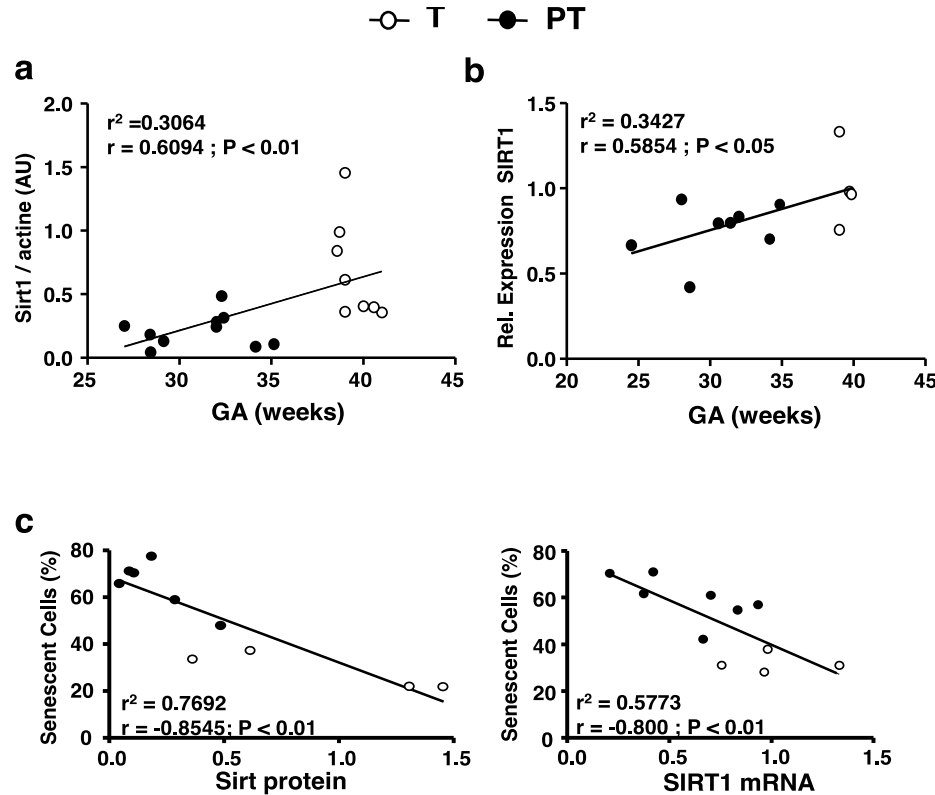 T PT
a
2.0
1.5
1.0
0.5
0.0
Sirt1 / actine (AU)
r² =0.3064
r = 0.6094 ; P < 0.01
25 30 35 40 45
GA (weeks)
b
1.5
1.0
0.5
0.0
Rel. Expression SIRT1
r² = 0.3427
r = 0.5854 ; P < 0.05
20 25 30 35 40 45
GA (weeks)
c
80
60
40
20
0
Senescent Cells (%)
r² = 0.7692
r = -0.8545; P < 0.01
0.0 0.5 1.0 1.5
Sirt protein
80
60
40
20
0
Senescent Cells (%)
r² = 0.5773
r = -0.800 ; P < 0.01
0.0 0.5 1.0 1.5
SIRT1 mRNA